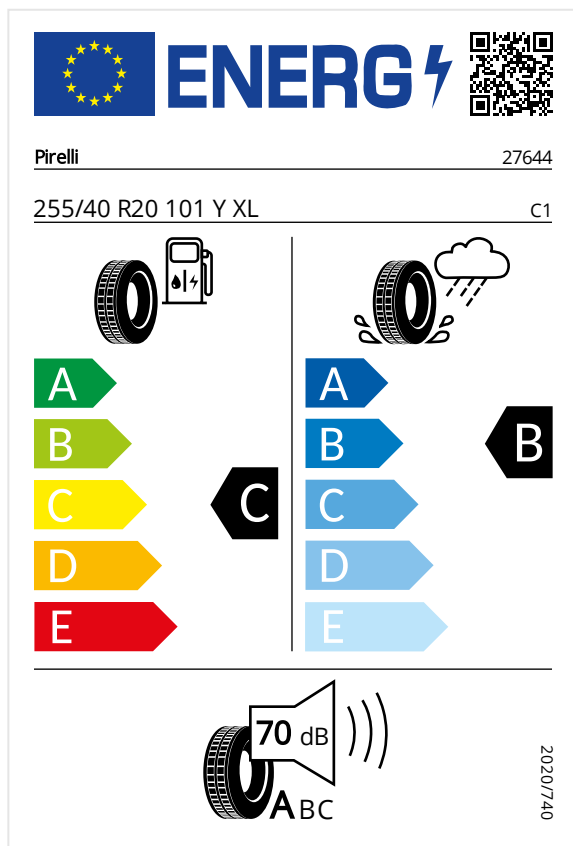 ENERG
Pirelli 27644
255/40 R20 101 Y XL C1
A A
B B B
C C C
D D
E E
70 dB
ABC
2020/740